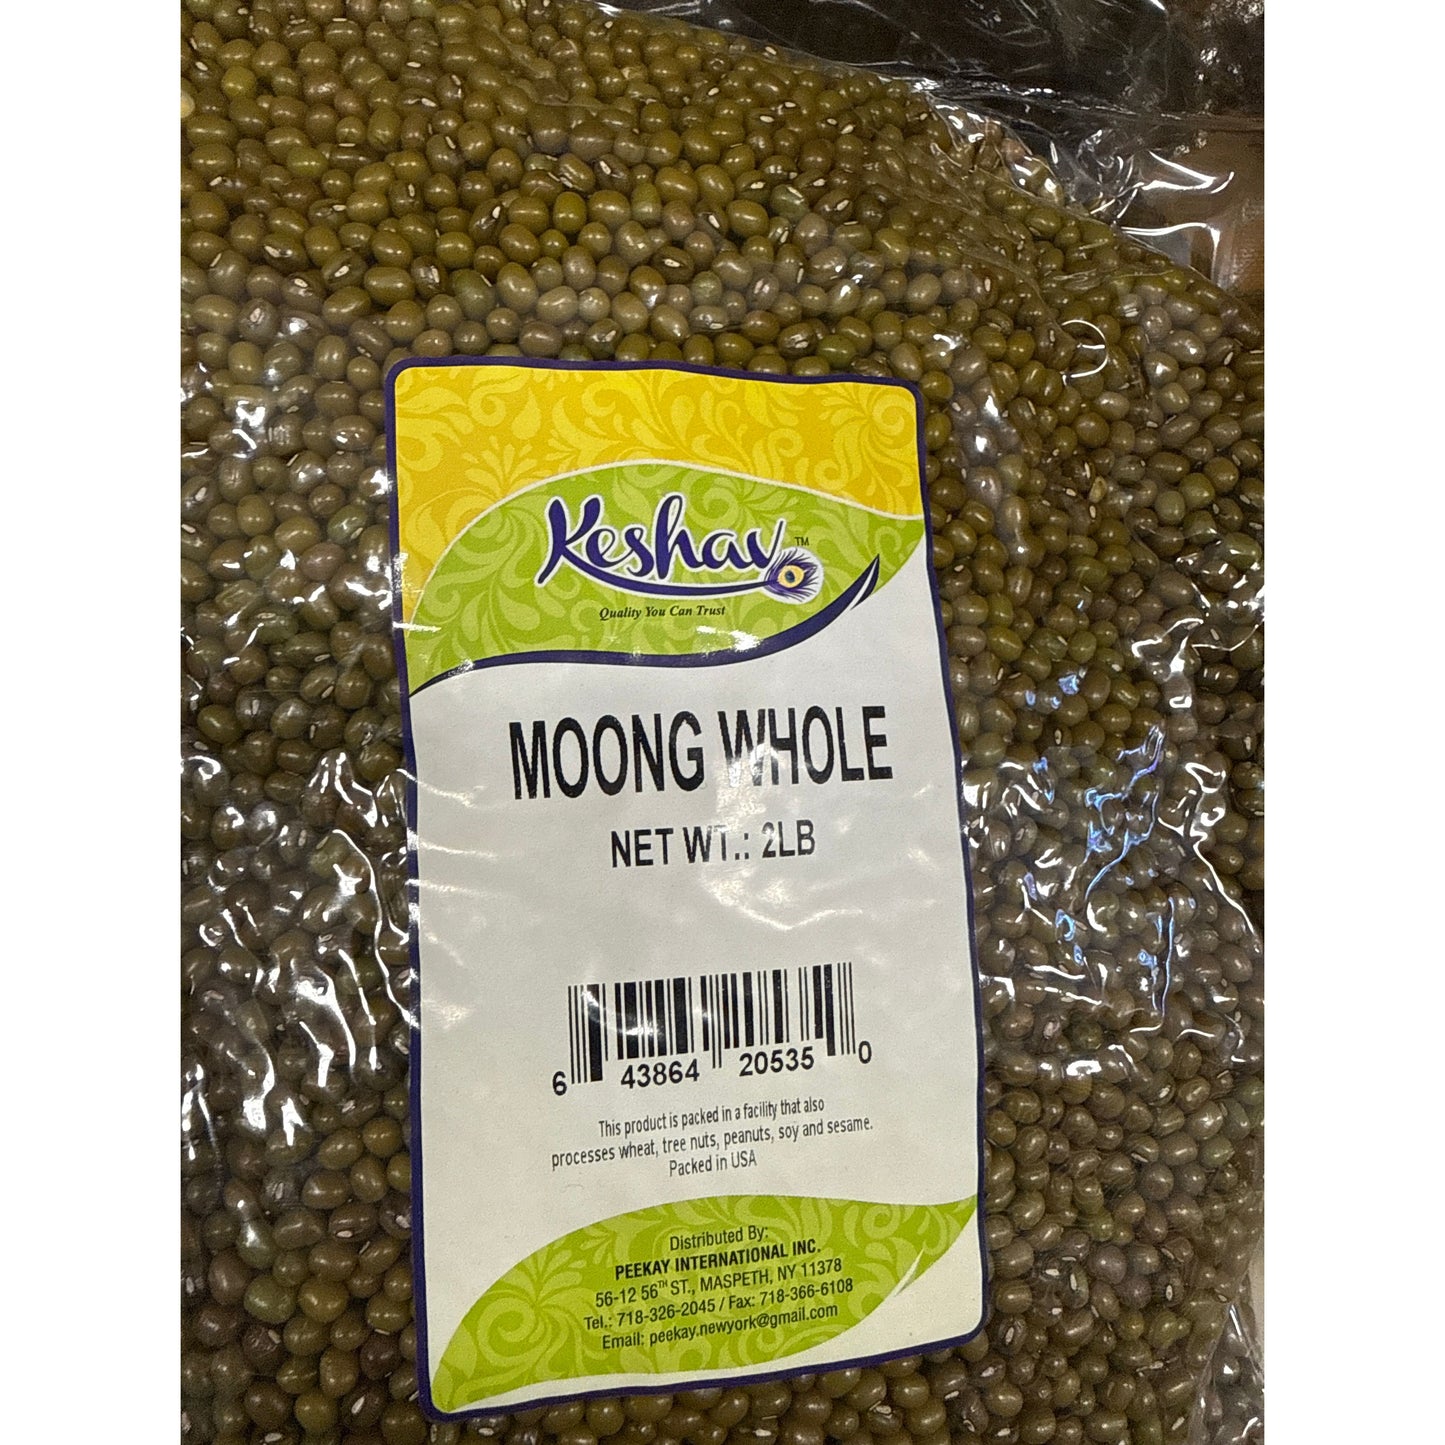 Keshav™
Quality You Can Trust
MOONG WHOLE
NET WT.: 2LB
6 43864 20535 0
This product is packed in a facility that also
processes wheat, tree nuts, peanuts, soy and sesame.
Packed in USA
Distributed By:
PEEKAY INTERNATIONAL INC.
56-12 56TH ST., MASPETH, NY 11378
Tel.: 718-326-2045 / Fax: 718-366-6108
Email: peekay.newyork@gmail.com